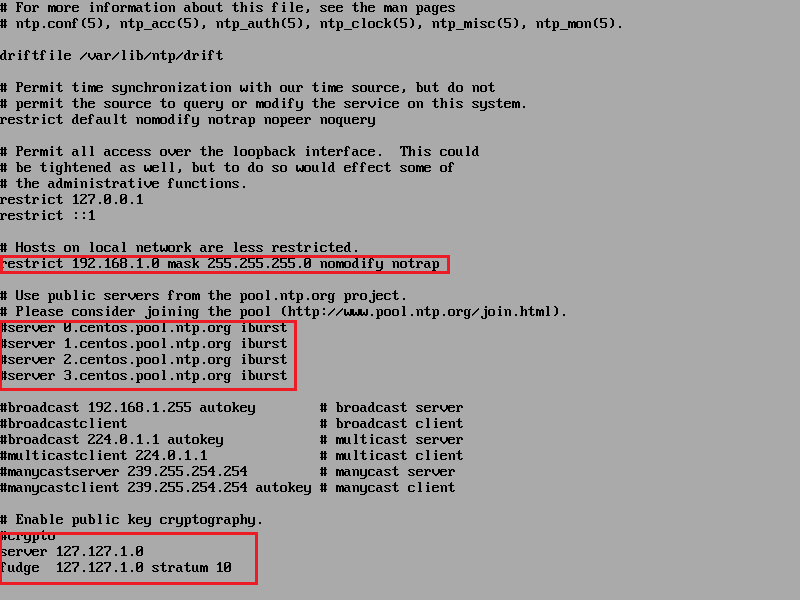 # For more information about this file, see the man pages
# ntp.conf(5), ntp_acc(5), ntp_auth(5), ntp_clock(5), ntp_misc(5), ntp_mon(5).
driftfile /var/lib/ntp/drift
# Permit time synchronization with our time source, but do not
# permit the source to query or modify the service on this system.
restrict default nomodify notrap nopeer noquery
# Permit all access over the loopback interface.  This could
# be tightened as well, but to do so would effect some of
# the administrative functions.
restrict 127.0.0.1
restrict ::1
# Hosts on local network are less restricted.
restrict 192.168.1.0 mask 255.255.255.0 nomodify notrap
# Use public servers from the pool.ntp.org project.
# Please consider joining the pool (http://www.pool.ntp.org/join.html).
#server 0.centos.pool.ntp.org iburst
#server 1.centos.pool.ntp.org iburst
#server 2.centos.pool.ntp.org iburst
#server 3.centos.pool.ntp.org iburst
#broadcast 192.168.1.255 autokey        # broadcast server
#broadcastclient                        # broadcast client
#broadcast 224.0.1.1 autokey            # multicast server
#multicastclient 224.0.1.1              # multicast client
#manycastserver 239.255.254.254         # manycast server
#manycastclient 239.255.254.254 autokey # manycast client
# Enable public key cryptography.
#crypto
server 127.127.1.0
fudge  127.127.1.0 stratum 10